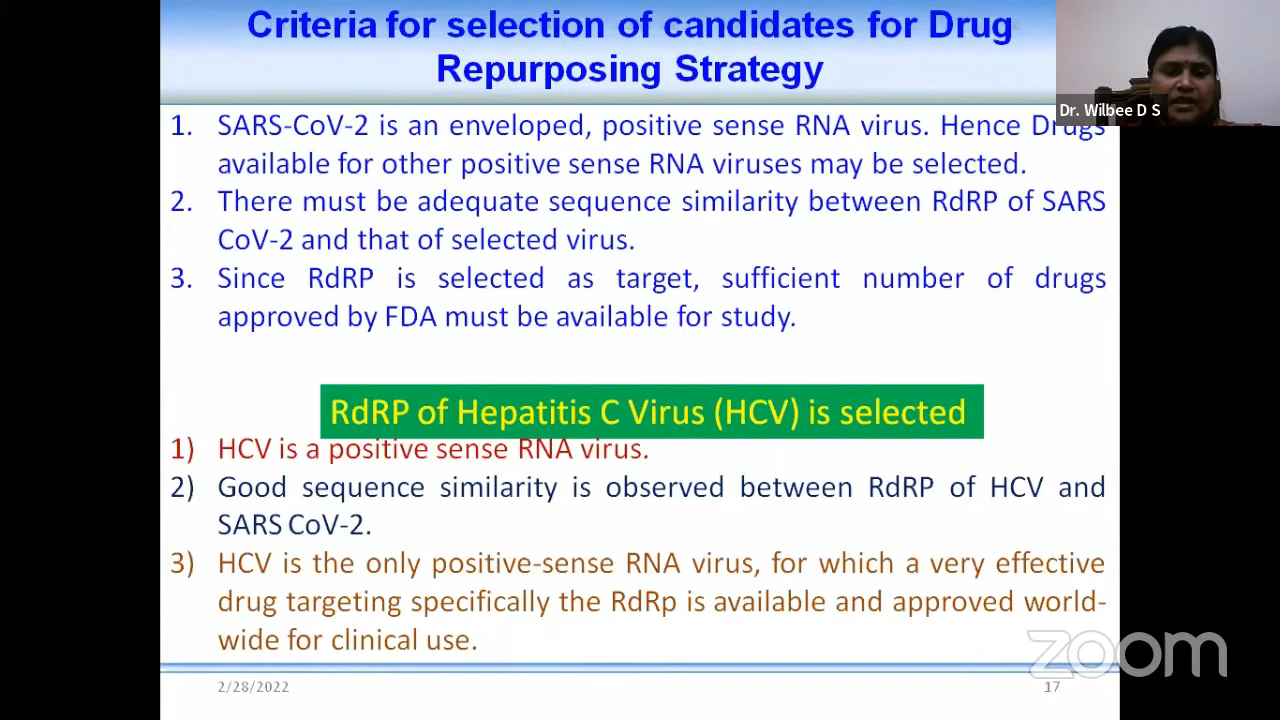 Criteria for selection of candidates for Drug
Repurposing Strategy
Dr. Wilbee D S
1. SARS-CoV-2 is an enveloped, positive sense RNA virus. Hence Drugs
available for other positive sense RNA viruses may be selected.
2. There must be adequate sequence similarity between RdRP of SARS
CoV-2 and that of selected virus.
3. Since RdRP is selected as target, sufficient number of drugs
approved by FDA must be available for study.
RdRP of Hepatitis C Virus (HCV) is selected
1) HCV is a positive sense RNA virus.
2) Good sequence similarity is observed between RdRP of HCV and
SARS CoV-2.
3) HCV is the only positive-sense RNA virus, for which a very effective
drug targeting specifically the RdRp is available and approved world-
wide for clinical use.
zoom
2/28/2022
17